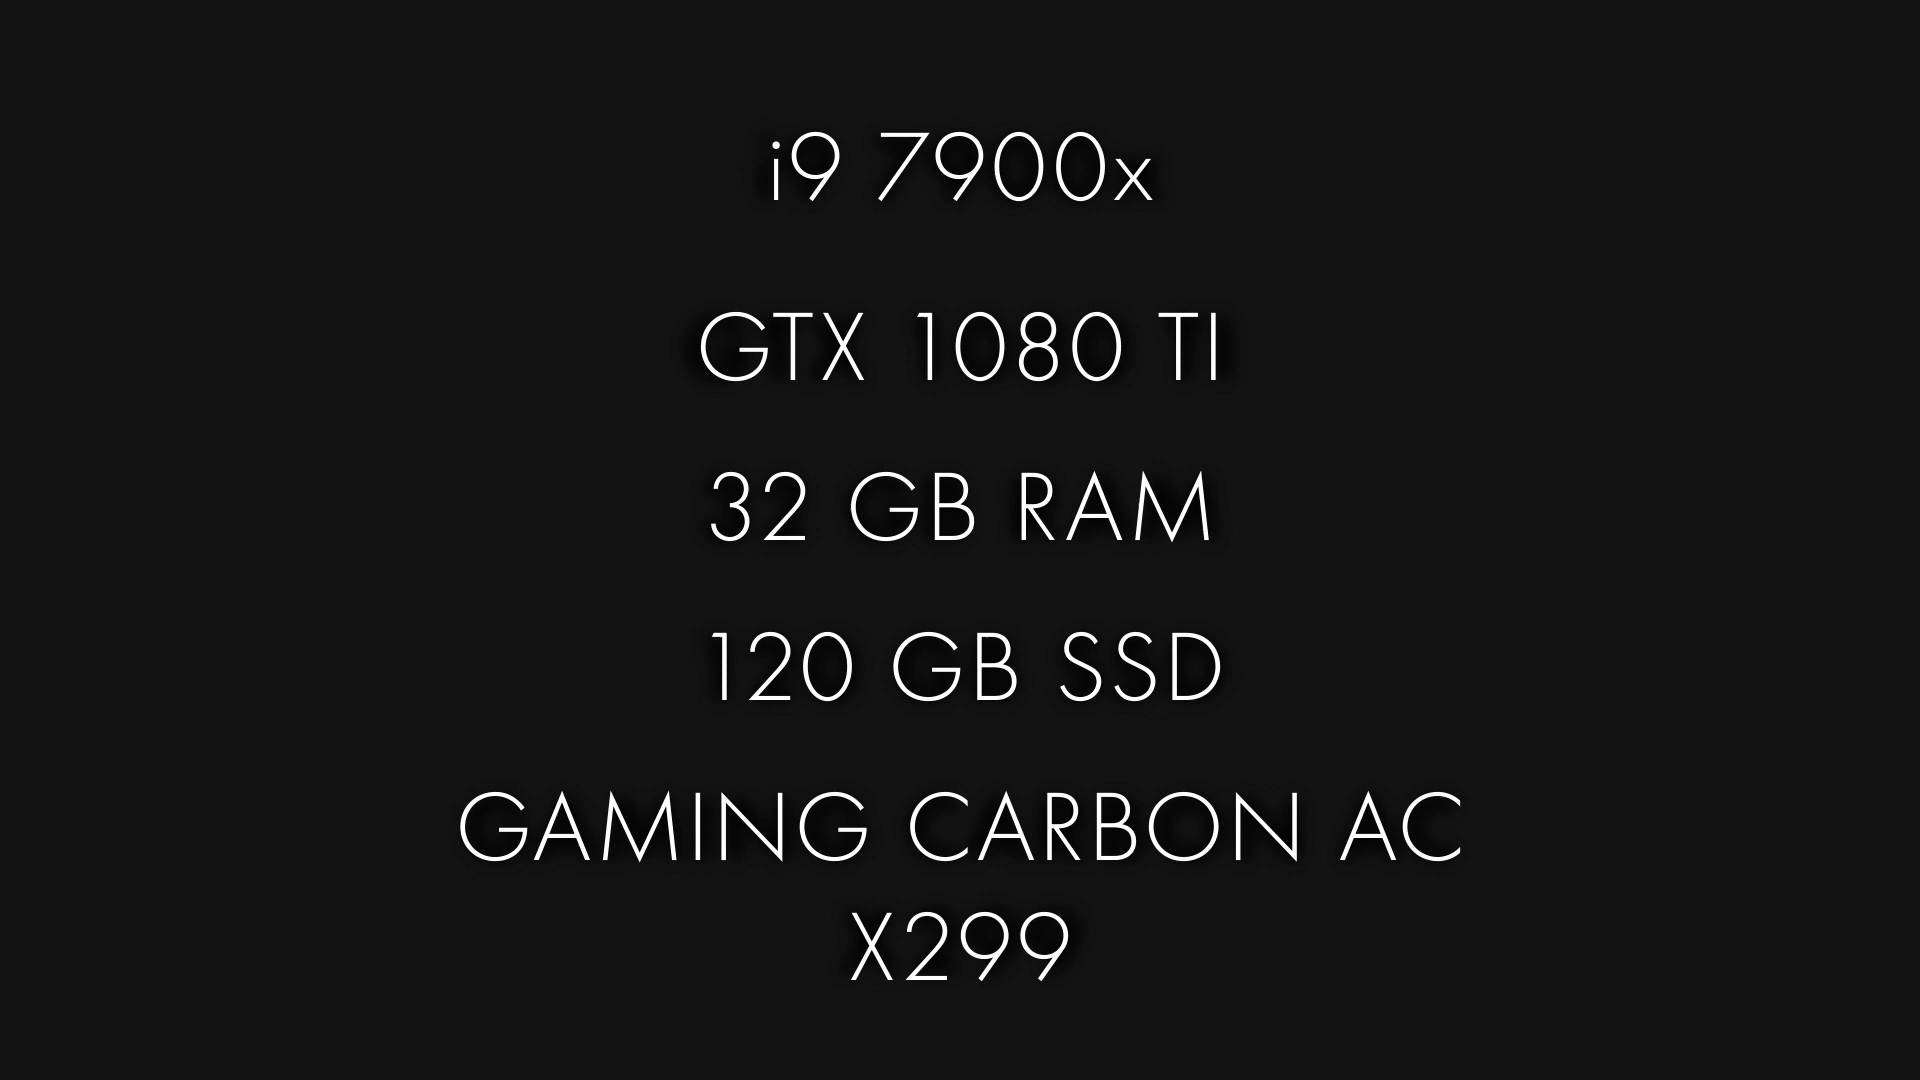 i9 7900x
GTX 1080 TI
32 GB RAM
120 GB SSD
GAMING CARBON AC
X299